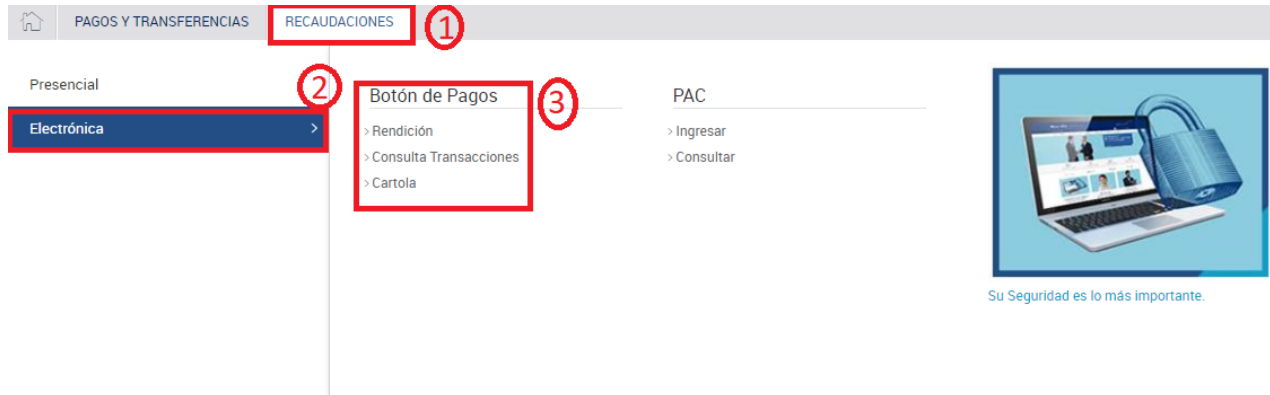 PAGOS Y TRANSFERENCIAS RECAUDACIONES 1
Presencial
2
Electrónica >
Botón de Pagos 3
> Rendición
> Consulta Transacciones
> Cartola
PAC
> Ingresar
> Consultar
Su Seguridad es lo más importante.